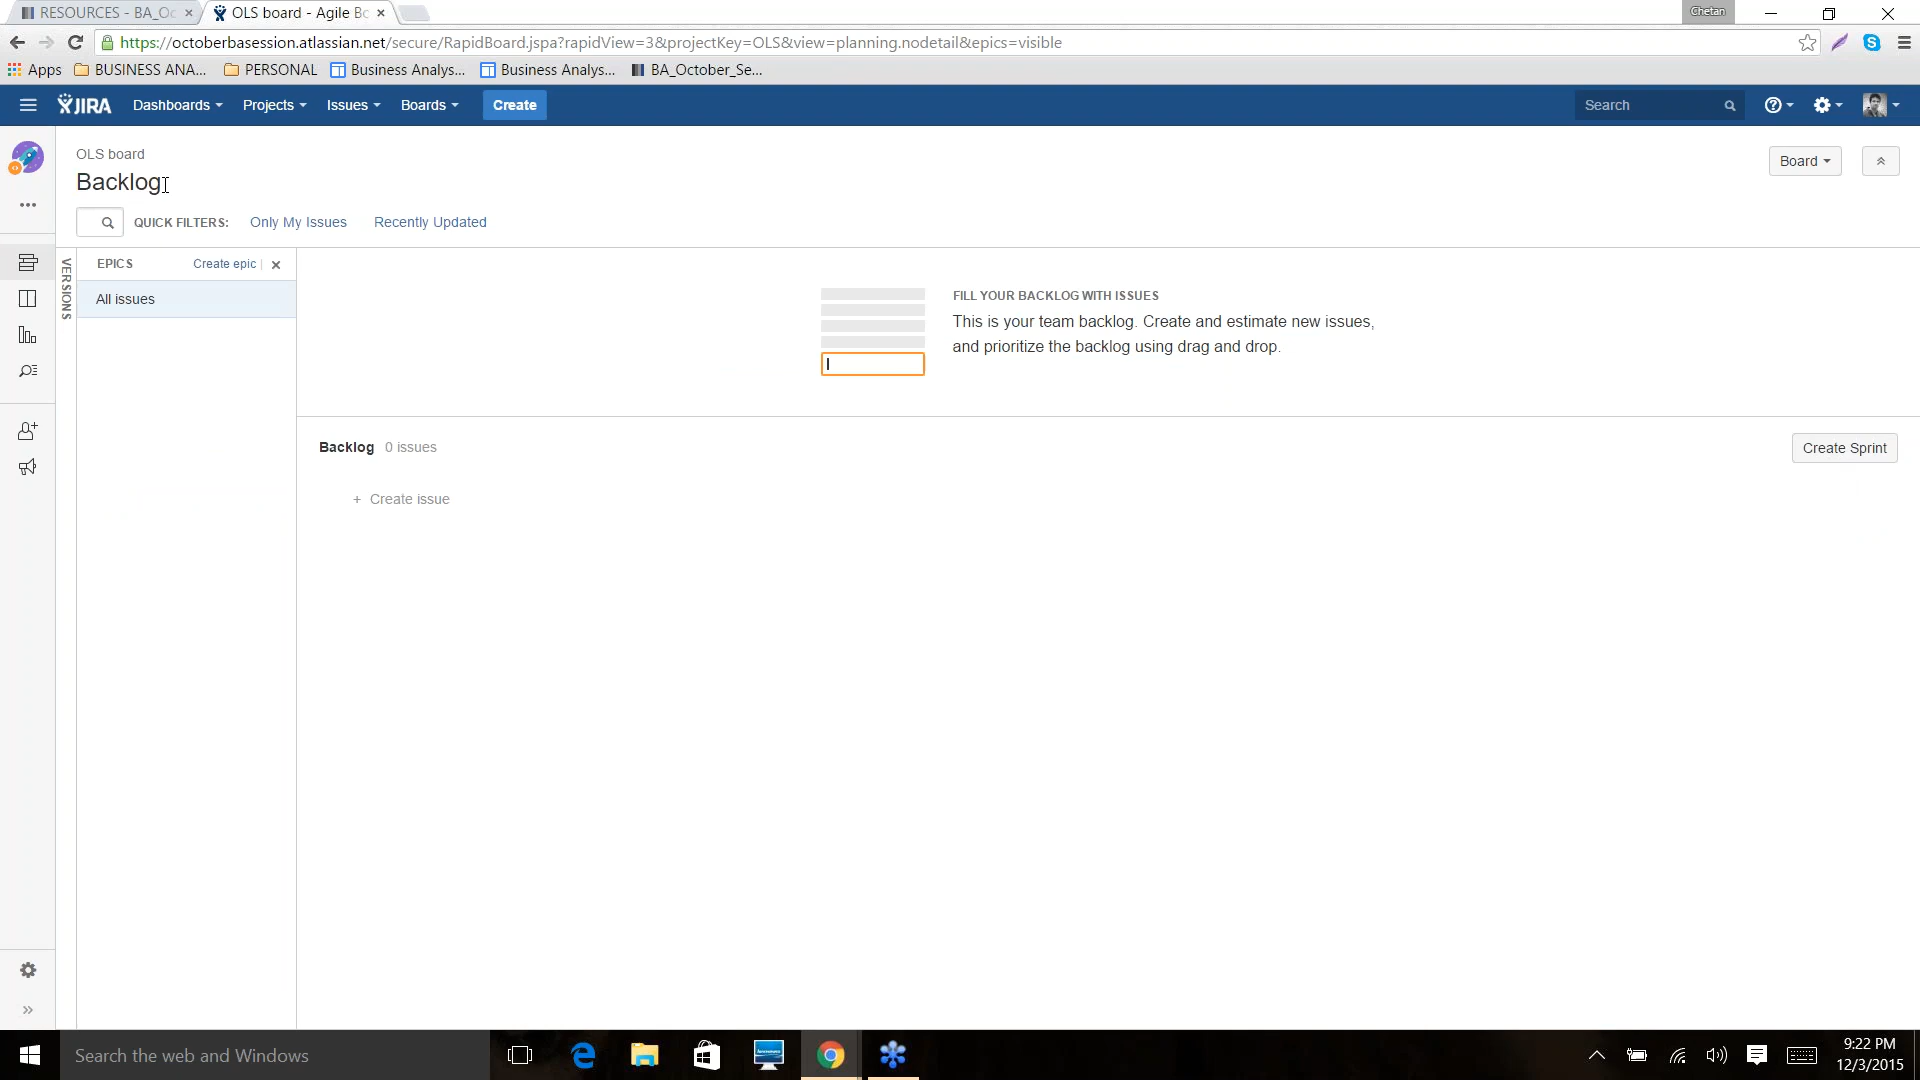 RESOURCES - BA_Oc
OLS board - Agile Bo
Chetan
https://octoberbasession.atlassian.net/secure/RapidBoard.jspa?rapidView=3&projectKey=OLS&view=planning.nodetail&epics=visible
Apps
BUSINESS ANA...
PERSONAL
Business Analys...
Business Analys...
BA_October_Se...
JIRA
Dashboards
Projects
Issues
Boards
Create
Search
OLS board
Board
Backlog
QUICK FILTERS:
Only My Issues
Recently Updated
VERSIONS
EPICS
Create epic
All issues
FILL YOUR BACKLOG WITH ISSUES
This is your team backlog. Create and estimate new issues,
and prioritize the backlog using drag and drop.
Backlog 0 issues
Create Sprint
+ Create issue
Search the web and Windows
9:22 PM
12/3/2015